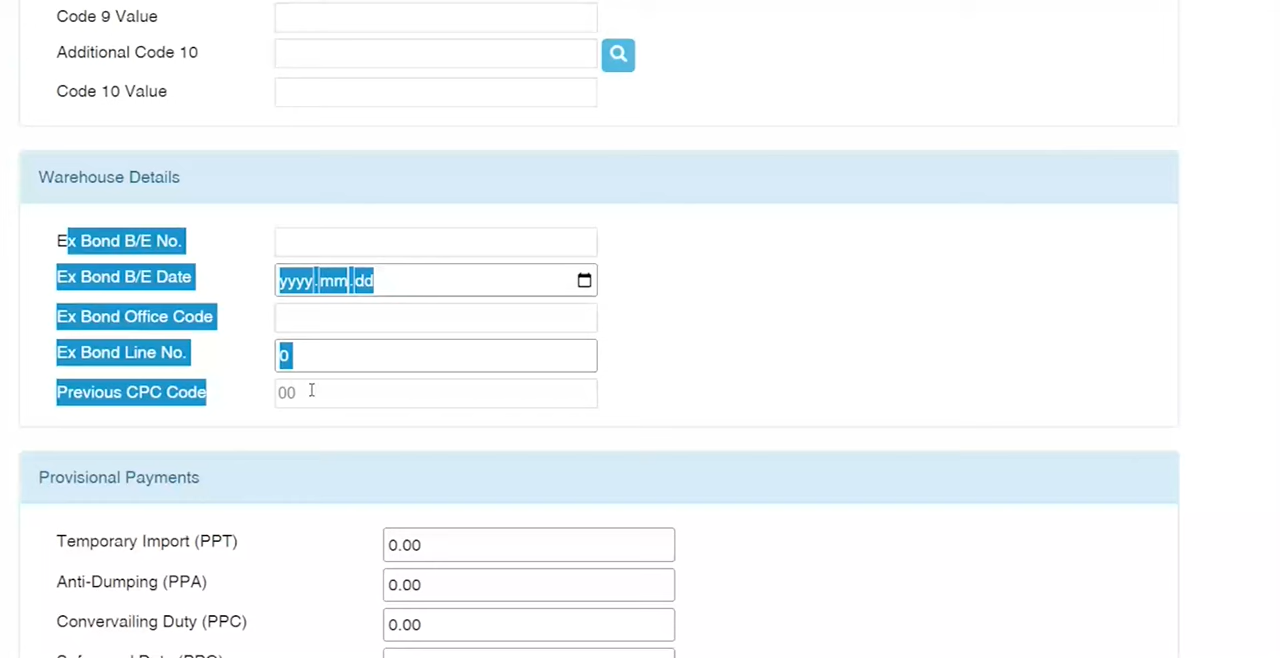 Code 9 Value
Additional Code 10
Code 10 Value
Warehouse Details
Ex Bond B/E No.
Ex Bond B/E Date yyyy.mm.dd
Ex Bond Office Code
Ex Bond Line No. 0
Previous CPC Code 00
Provisional Payments
Temporary Import (PPT) 0.00
Anti-Dumping (PPA) 0.00
Convervailing Duty (PPC) 0.00